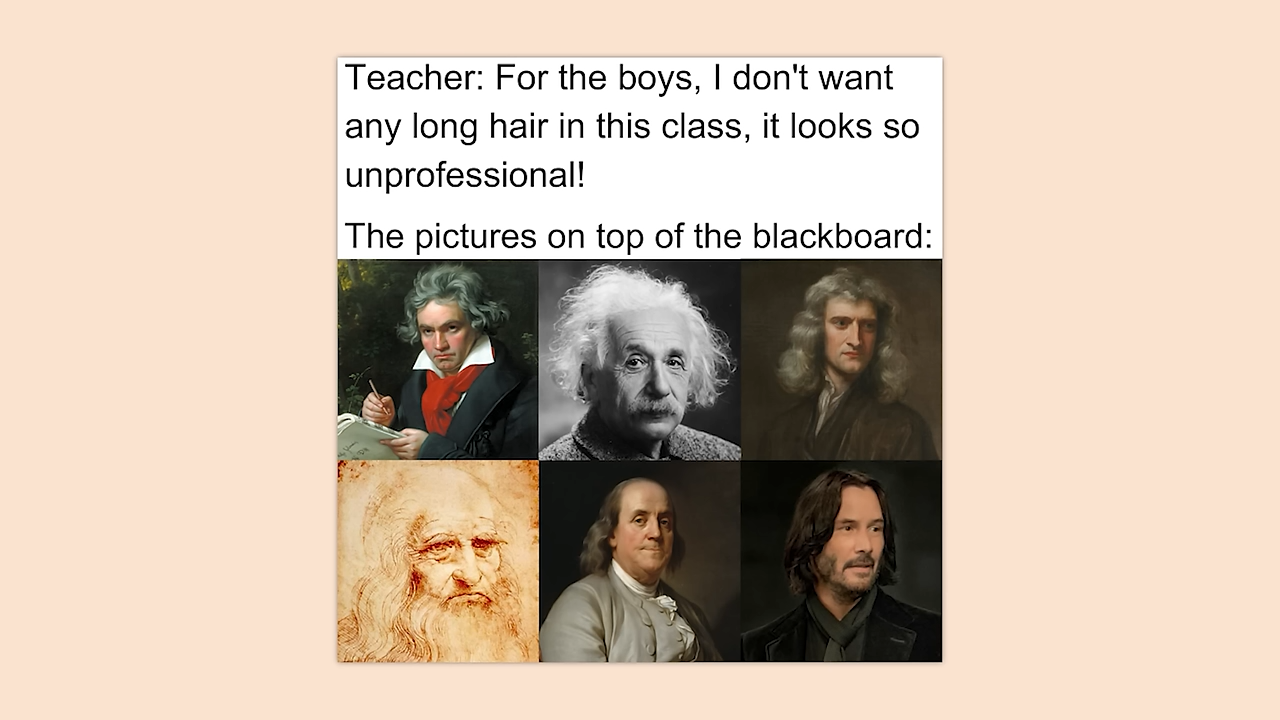 Teacher: For the boys, I don't want
any long hair in this class, it looks so
unprofessional!
The pictures on top of the blackboard: